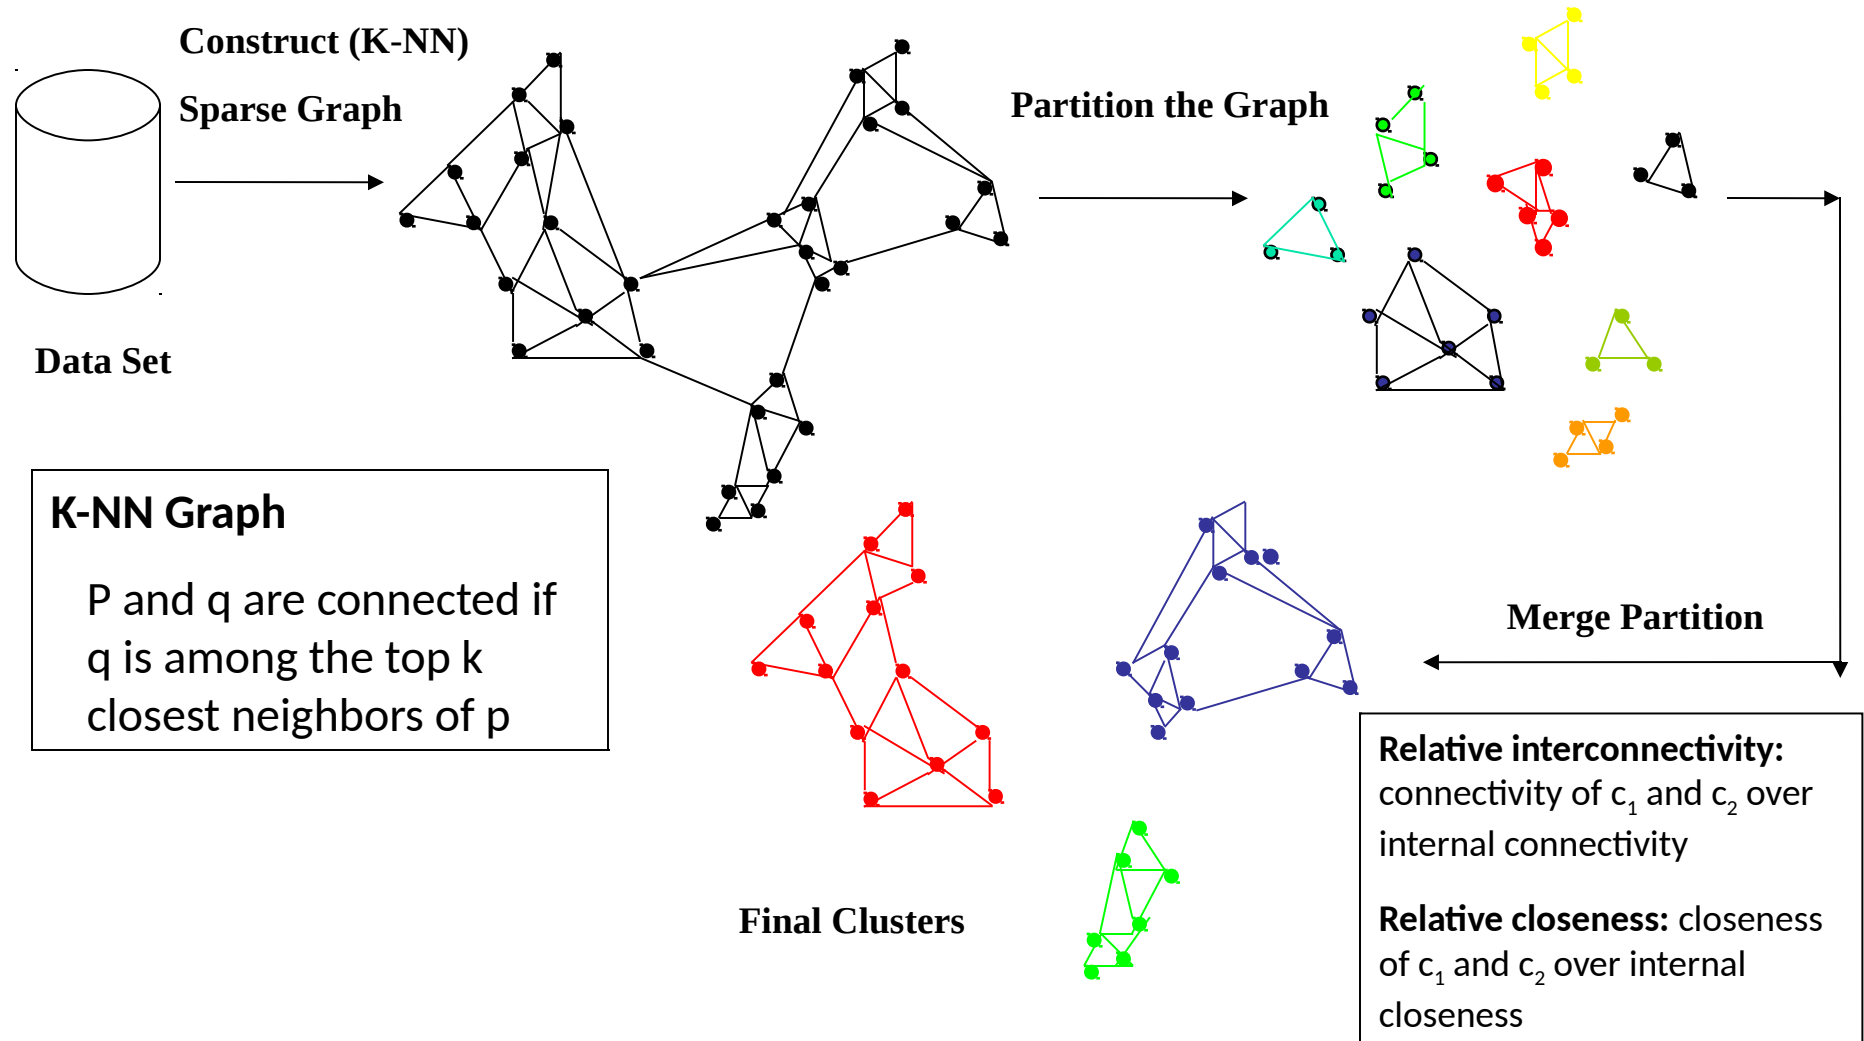 Construct (K-NN)
Sparse Graph
Partition the Graph
Data Set
K-NN Graph
P and q are connected if
q is among the top k
closest neighbors of p
Merge Partition
Relative interconnectivity:
connectivity of c₁ and c₂ over
internal connectivity
Relative closeness: closeness
of c₁ and c₂ over internal
closeness
Final Clusters